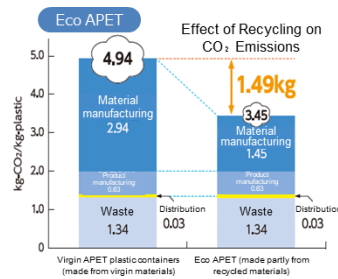 Eco APET
Effect of Recycling on
CO₂ Emissions
kg-CO₂/kg-plastic
5.0
4.0
3.0
2.0
1.0
0
4.94
Material
manufacturing
2.94
Product
manufacturing
0.63
Waste
1.34
Distribution
0.03
1.49kg
3.45
Material
manufacturing
1.45
Product
manufacturing
0.63
Waste
1.34
Distribution
0.03
Virgin APET plastic containers
(made from virgin materials)
Eco APET (made partly from
recycled materials)